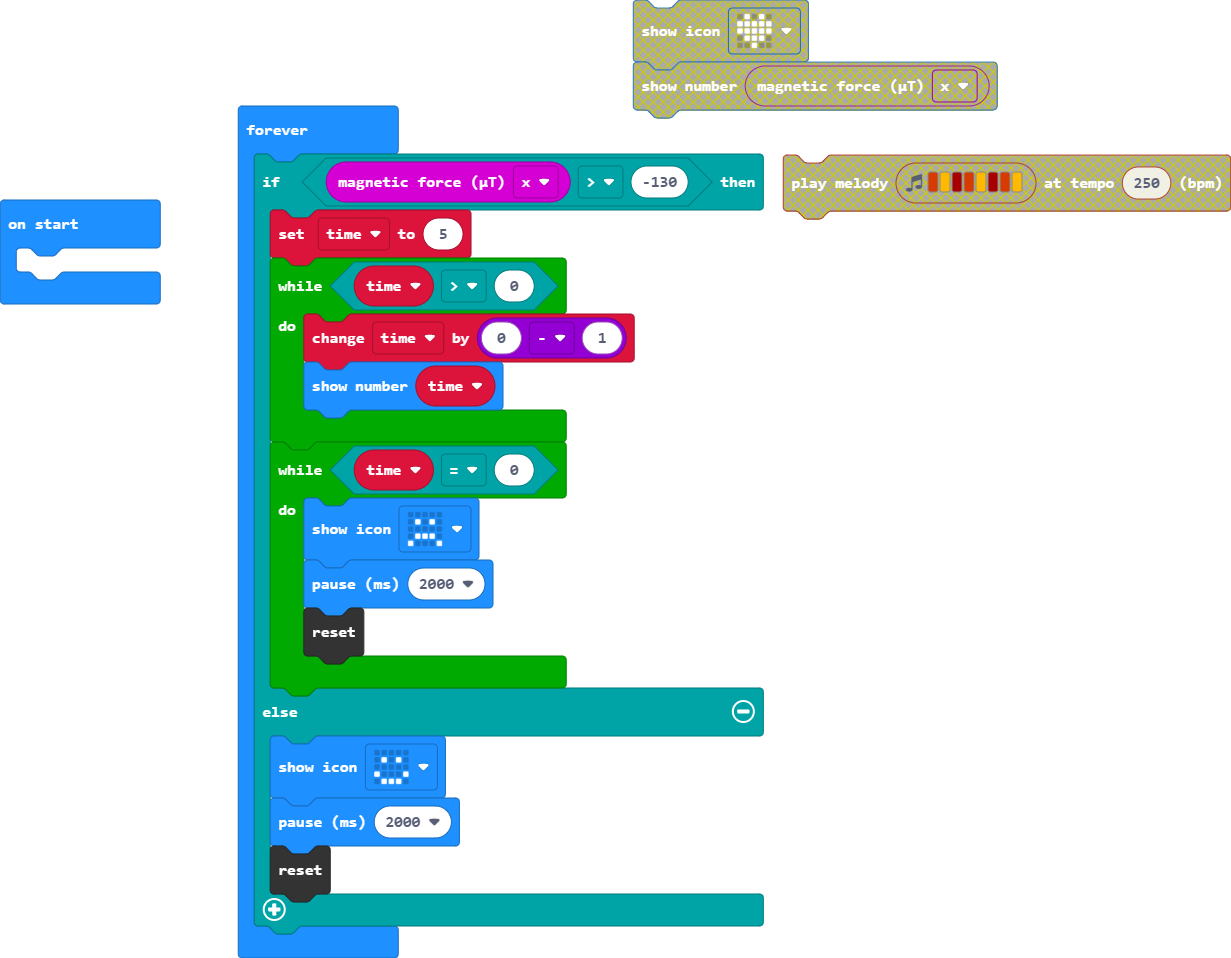 show icon
show number magnetic force (µT) x
forever
if magnetic force (µT) x > -130 then
play melody at tempo 250 (bpm)
on start
set time to 5
while time > 0
do
change time by 0 - 1
show number time
while time = 0
do
show icon
pause (ms) 2000
reset
else
show icon
pause (ms) 2000
reset